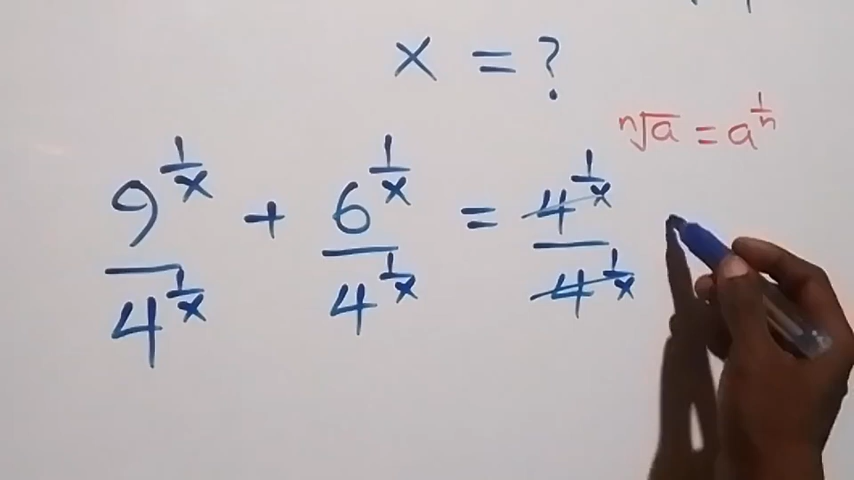 x = ?
ⁿ√a = a^(1/n)
9^(1/x)/4^(1/x) + 6^(1/x)/4^(1/x) = 4^(1/x)/4^(1/x)